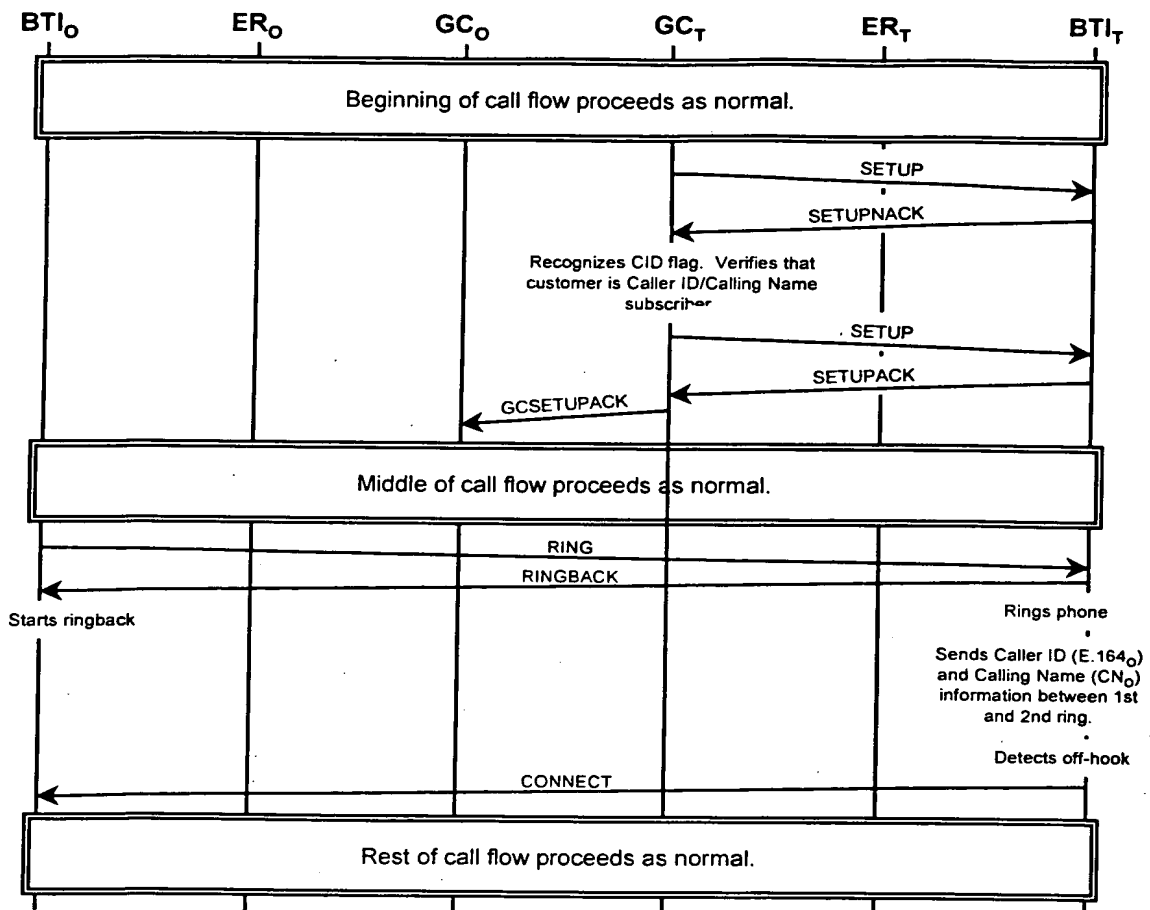 BTIO ERO GCO GCT ERT BTIT
Beginning of call flow proceeds as normal.
SETUP
SETUPNACK
Recognizes CID flag. Verifies that
customer is Caller ID/Calling Name
subscriber
SETUP
SETUPACK
GCSETUPACK
Middle of call flow proceeds as normal.
RING
RINGBACK
Starts ringback
Rings phone
Sends Caller ID (E.164O)
and Calling Name (CNO)
information between 1st
and 2nd ring.
Detects off-hook
CONNECT
Rest of call flow proceeds as normal.